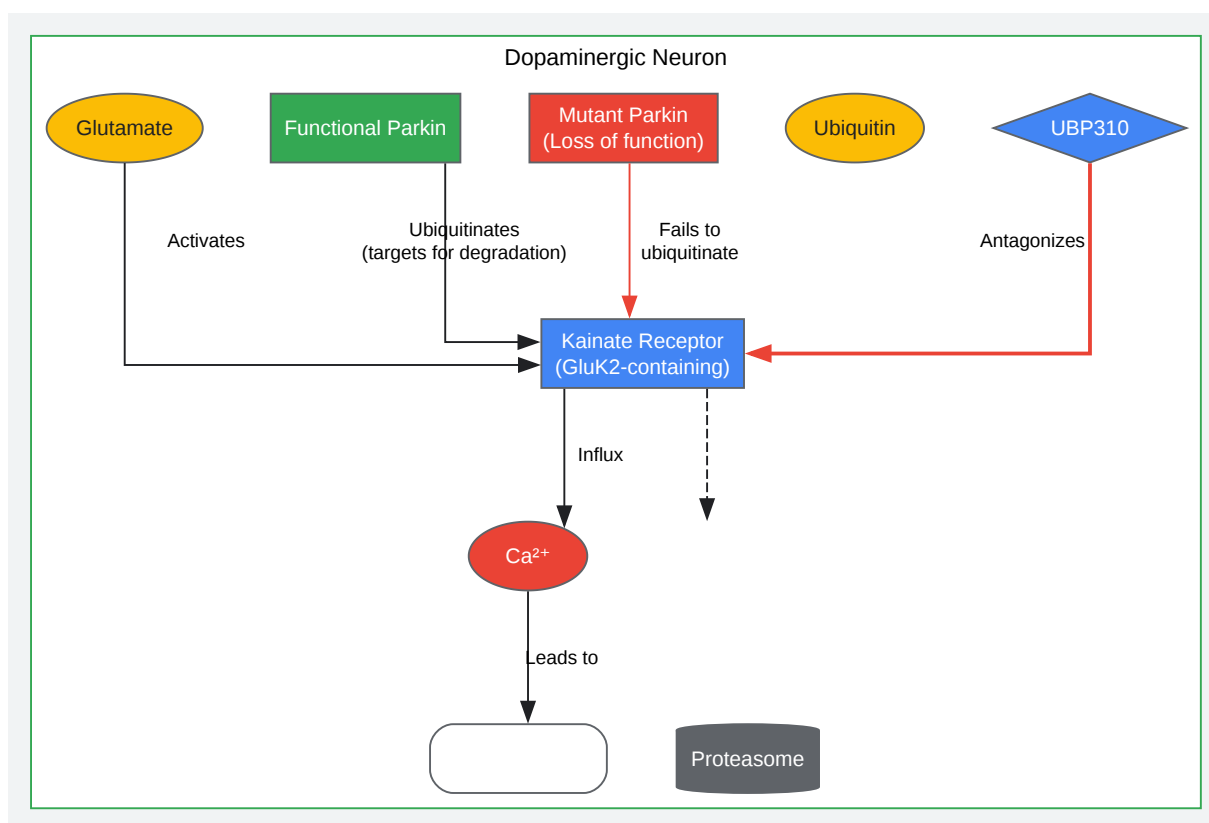 Dopaminergic Neuron
Glutamate
Functional Parkin
Mutant Parkin
(Loss of function)
Ubiquitin
UBP310
Activates
Ubiquitinates
(targets for degradation)
Fails to
ubiquitinate
Antagonizes
Kainate Receptor
(GluK2-containing)
Influx
Ca²⁺
Leads to
Proteasome